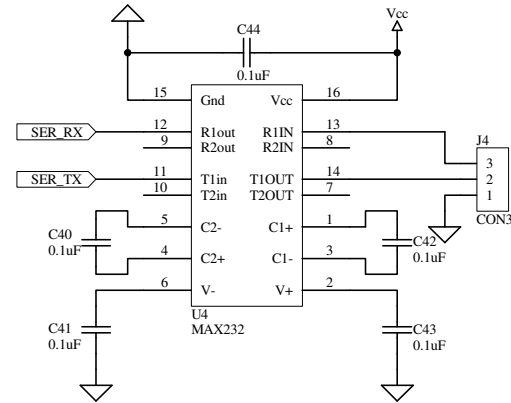 Vcc
C44
0.1uF
15 Gnd Vcc 16
12 R1out R1IN 13
SER_RX
9 R2out R2IN 8
J4
3
11 T1in T1OUT 14
SER_TX
2
10 T2in T2OUT 7
1
CON3
5 C2- C1+ 1
C40
0.1uF
C42
0.1uF
4 C2+ C1- 3
6 V- V+ 2
U4
MAX232
C41
0.1uF
C43
0.1uF